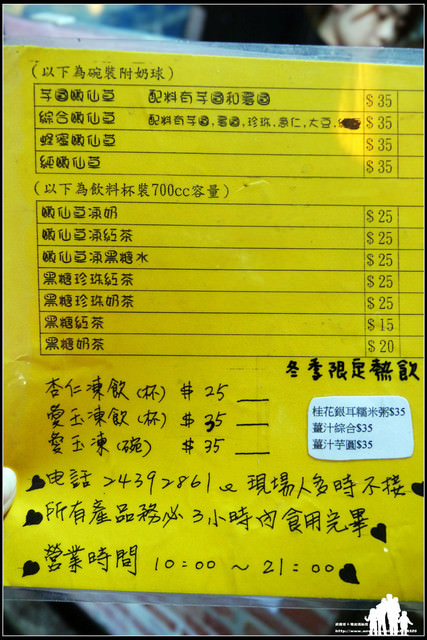 (以下為碗裝附奶球)
芋圓嫩仙草 配料有芋圓和薯圓 $35
綜合嫩仙草 配料有芋圓,薯圓,珍珠,杏仁,大豆. $35
蜂蜜嫩仙草 $35
純嫩仙草 $35
(以下為飲料杯裝700cc容量)
嫩仙草凍奶 $25
嫩仙草凍紅茶 $25
嫩仙草凍黑糖水 $25
黑糖珍珠紅茶 $25
黑糖珍珠奶茶 $25
黑糖紅茶 $15
黑糖奶茶 $20
冬季限定熱飲
杏仁凍飲(杯) $25
愛玉凍飲(杯) $35
愛玉凍(碗) $35
桂花銀耳糯米粥$35
薑汁綜合$35
薑汁芋圓$35
電話 24392861 現場人多時不接
所有產品務必 3小時內食用完畢
營業時間 10:00 ~ 21:00